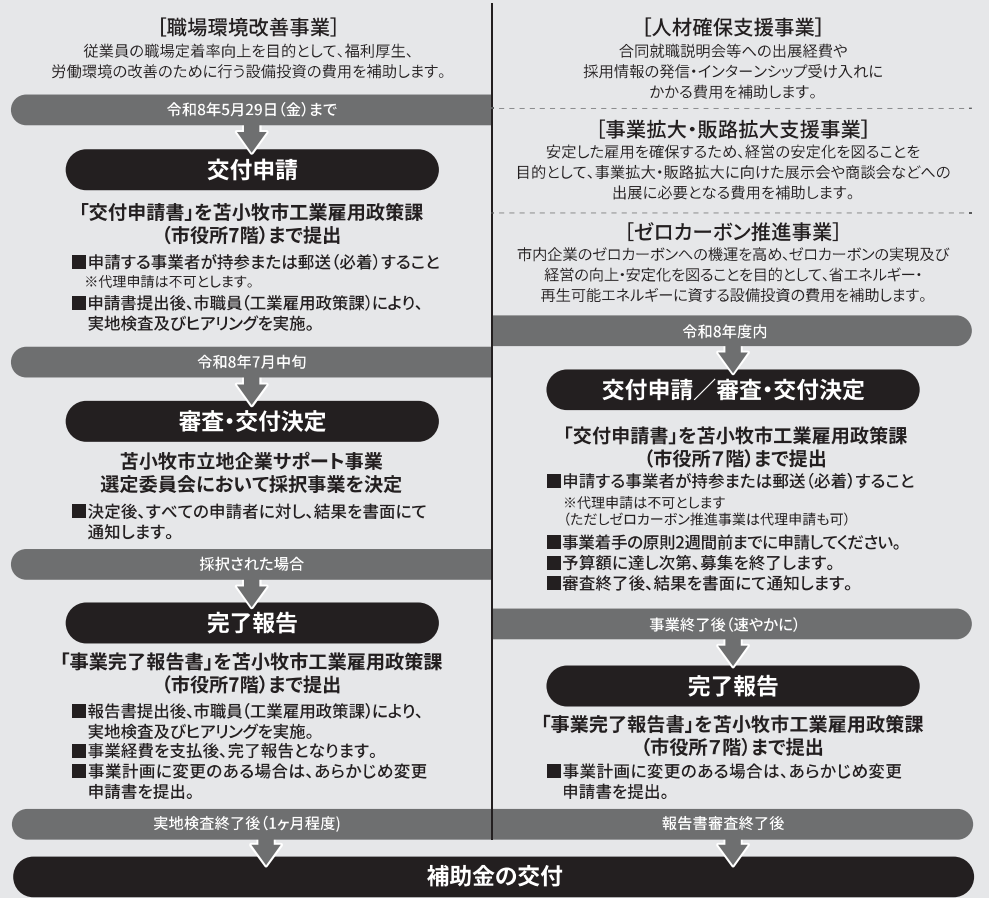 ［職場環境改善事業］
従業員の職場定着率向上を目的として、福利厚生、
労働環境の改善のために行う設備投資の費用を補助します。
令和8年5月29日（金）まで
交付申請
「交付申請書」を苫小牧市工業雇用政策課
（市役所7階）まで提出
■申請する事業者が持参または郵送（必着）すること
※代理申請は不可とします。
■申請書提出後、市職員（工業雇用政策課）により、
実地検査及びヒアリングを実施。
令和8年7月中旬
審査・交付決定
苫小牧市立地企業サポート事業
選定委員会において採択事業を決定
■決定後、すべての申請者に対し、結果を書面にて
通知します。
採択された場合
完了報告
「事業完了報告書」を苫小牧市工業雇用政策課
（市役所7階）まで提出
■報告書提出後、市職員（工業雇用政策課）により、
実地検査及びヒアリングを実施。
■事業経費を支払後、完了報告となります。
■事業計画に変更のある場合は、あらかじめ変更
申請書を提出。
実地検査終了後（1ヶ月程度）
［人材確保支援事業］
合同就職説明会等への出展経費や
採用情報の発信・インターンシップ受け入れに
かかる費用を補助します。
［事業拡大・販路拡大支援事業］
安定した雇用を確保するため、経営の安定化を図ることを
目的として、事業拡大・販路拡大に向けた展示会や商談会などへの
出展に必要となる費用を補助します。
［ゼロカーボン推進事業］
市内企業のゼロカーボンへの機運を高め、ゼロカーボンの実現及び
経営の向上・安定化を図ることを目的として、省エネルギー・
再生可能エネルギーに資する設備投資の費用を補助します。
令和8年度内
交付申請／審査・交付決定
「交付申請書」を苫小牧市工業雇用政策課
（市役所7階）まで提出
■申請する事業者が持参または郵送（必着）すること
※代理申請は不可とします
（ただしゼロカーボン推進事業は代理申請も可）
■事業着手の原則2週間前までに申請してください。
■予算額に達し次第、募集を終了します。
■審査終了後、結果を書面にて通知します。
事業終了後（速やかに）
完了報告
「事業完了報告書」を苫小牧市工業雇用政策課
（市役所7階）まで提出
■事業計画に変更のある場合は、あらかじめ変更
申請書を提出。
報告書審査終了後
補助金の交付